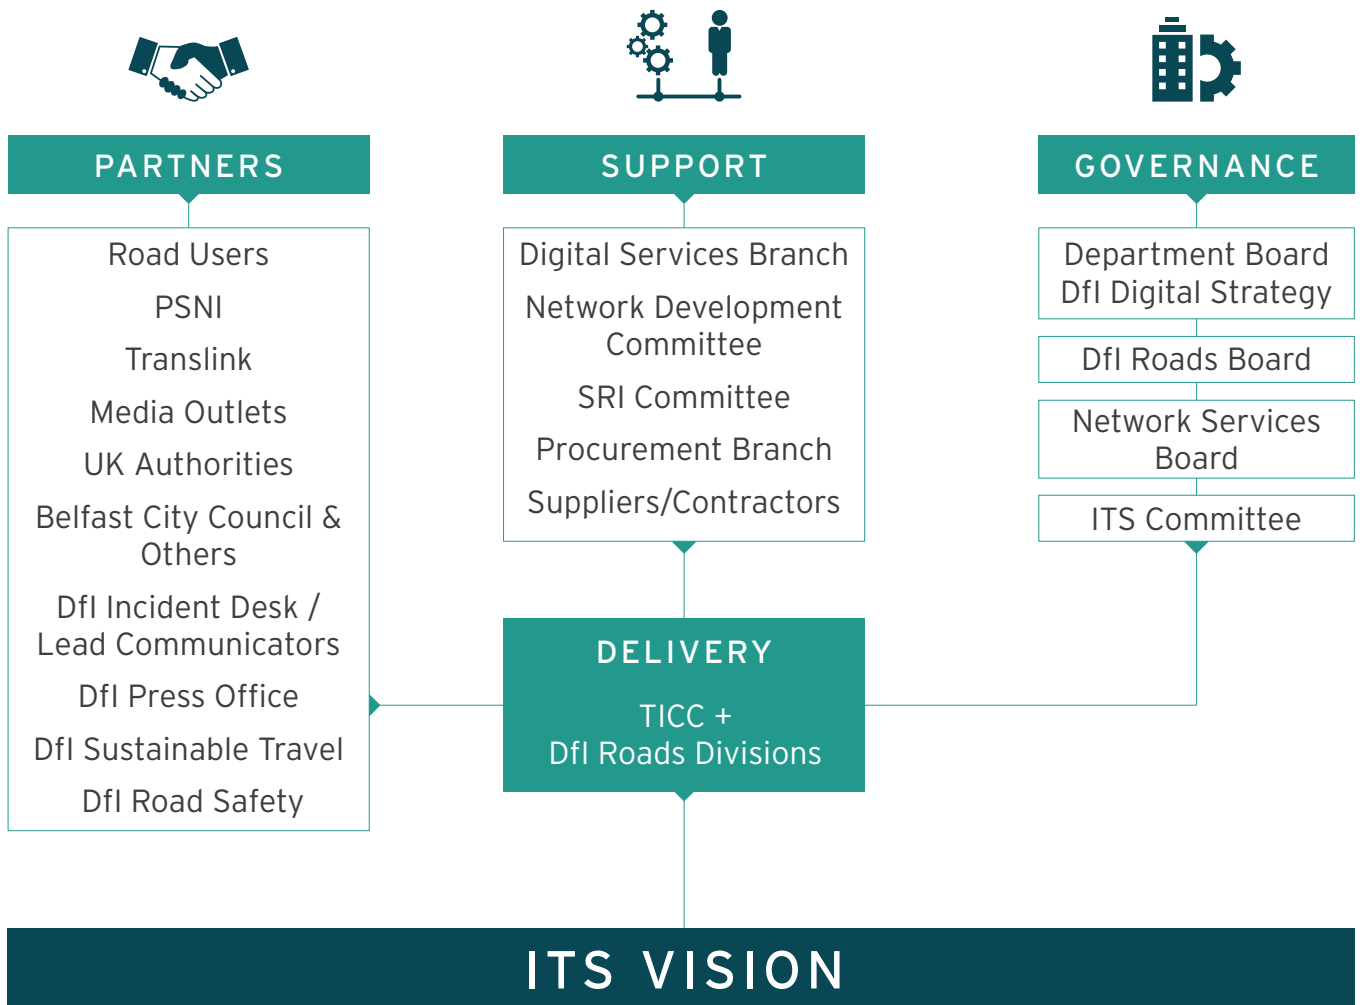 PARTNERS
Road Users
PSNI
Translink
Media Outlets
UK Authorities
Belfast City Council &
Others
DfI Incident Desk /
Lead Communicators
DfI Press Office
DfI Sustainable Travel
DfI Road Safety
SUPPORT
Digital Services Branch
Network Development
Committee
SRI Committee
Procurement Branch
Suppliers/Contractors
GOVERNANCE
Department Board
DfI Digital Strategy
DfI Roads Board
Network Services
Board
ITS Committee
DELIVERY
TICC +
DfI Roads Divisions
ITS VISION